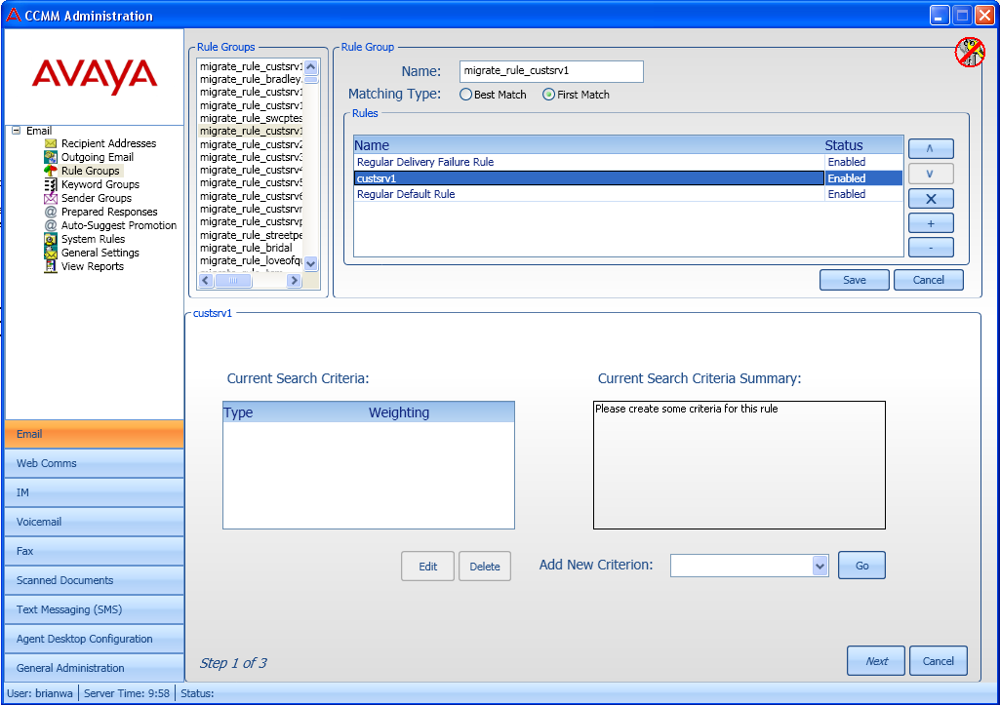 CCMM Administration
AVAYA
Email
Recipient Addresses
Outgoing Email
Rule Groups
Keyword Groups
Sender Groups
Prepared Responses
Auto-Suggest Promotion
System Rules
General Settings
View Reports
Email
Web Comms
IM
Voicemail
Fax
Scanned Documents
Text Messaging (SMS)
Agent Desktop Configuration
General Administration
Rule Groups
migrate_rule_custsrv1
migrate_rule_bradley.
migrate_rule_custsrv1
migrate_rule_custsrv1
migrate_rule_swcptes
migrate_rule_custsrv1
migrate_rule_custsrv2
migrate_rule_custsrv3
migrate_rule_custsrv4
migrate_rule_custsrv5
migrate_rule_custsrv6
migrate_rule_custsrvr
migrate_rule_custsrvp
migrate_rule_streetpe
migrate_rule_bridal
migrate_rule_loveofqu
Rule Group
Name: migrate_rule_custsrv1
Matching Type: Best Match First Match
Rules
Name Status
Regular Delivery Failure Rule Enabled
custsrv1 Enabled
Regular Default Rule Enabled
^
v
X
+
-
Save Cancel
custsrv1
Current Search Criteria: Current Search Criteria Summary:
Type Weighting
Please create some criteria for this rule
Edit Delete Add New Criterion: Go
Step 1 of 3
Next Cancel
User: brianwa Server Time: 9:58 Status: